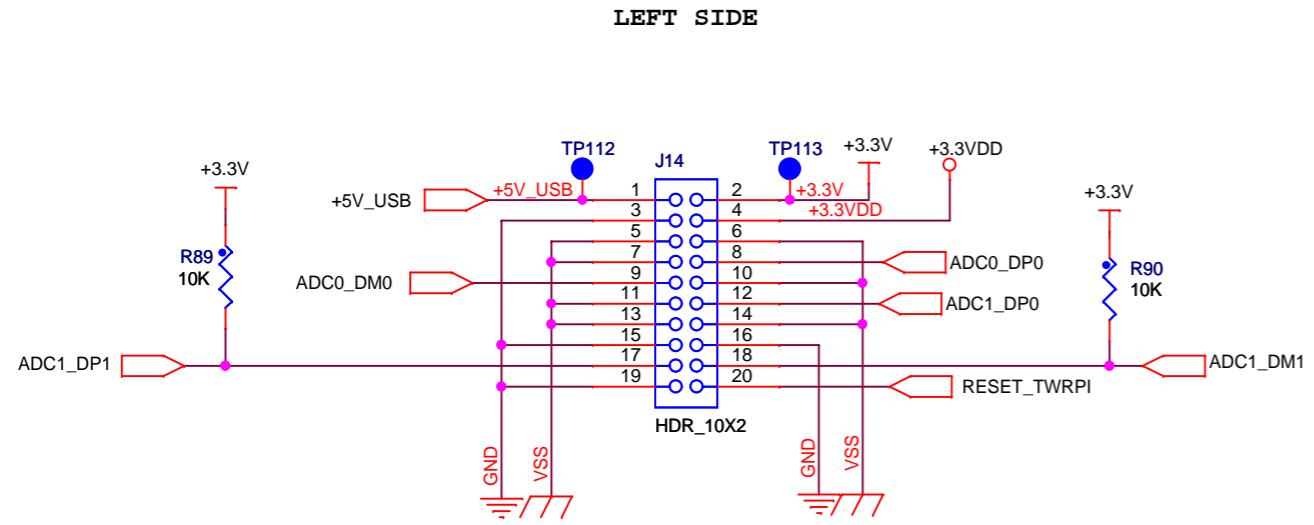 LEFT SIDE
TP112
J14
TP113
+3.3V
+3.3VDD
+3.3V
+5V_USB
+5V_USB
1
2
+3.3V
+3.3V
3
4
+3.3VDD
5
6
R89
10K
7
8
ADC0_DP0
ADC0_DM0
9
10
R90
10K
11
12
ADC1_DP0
13
14
15
16
ADC1_DP1
17
18
ADC1_DM1
19
20
RESET_TWRPI
HDR_10X2
GND
VSS
GND
VSS